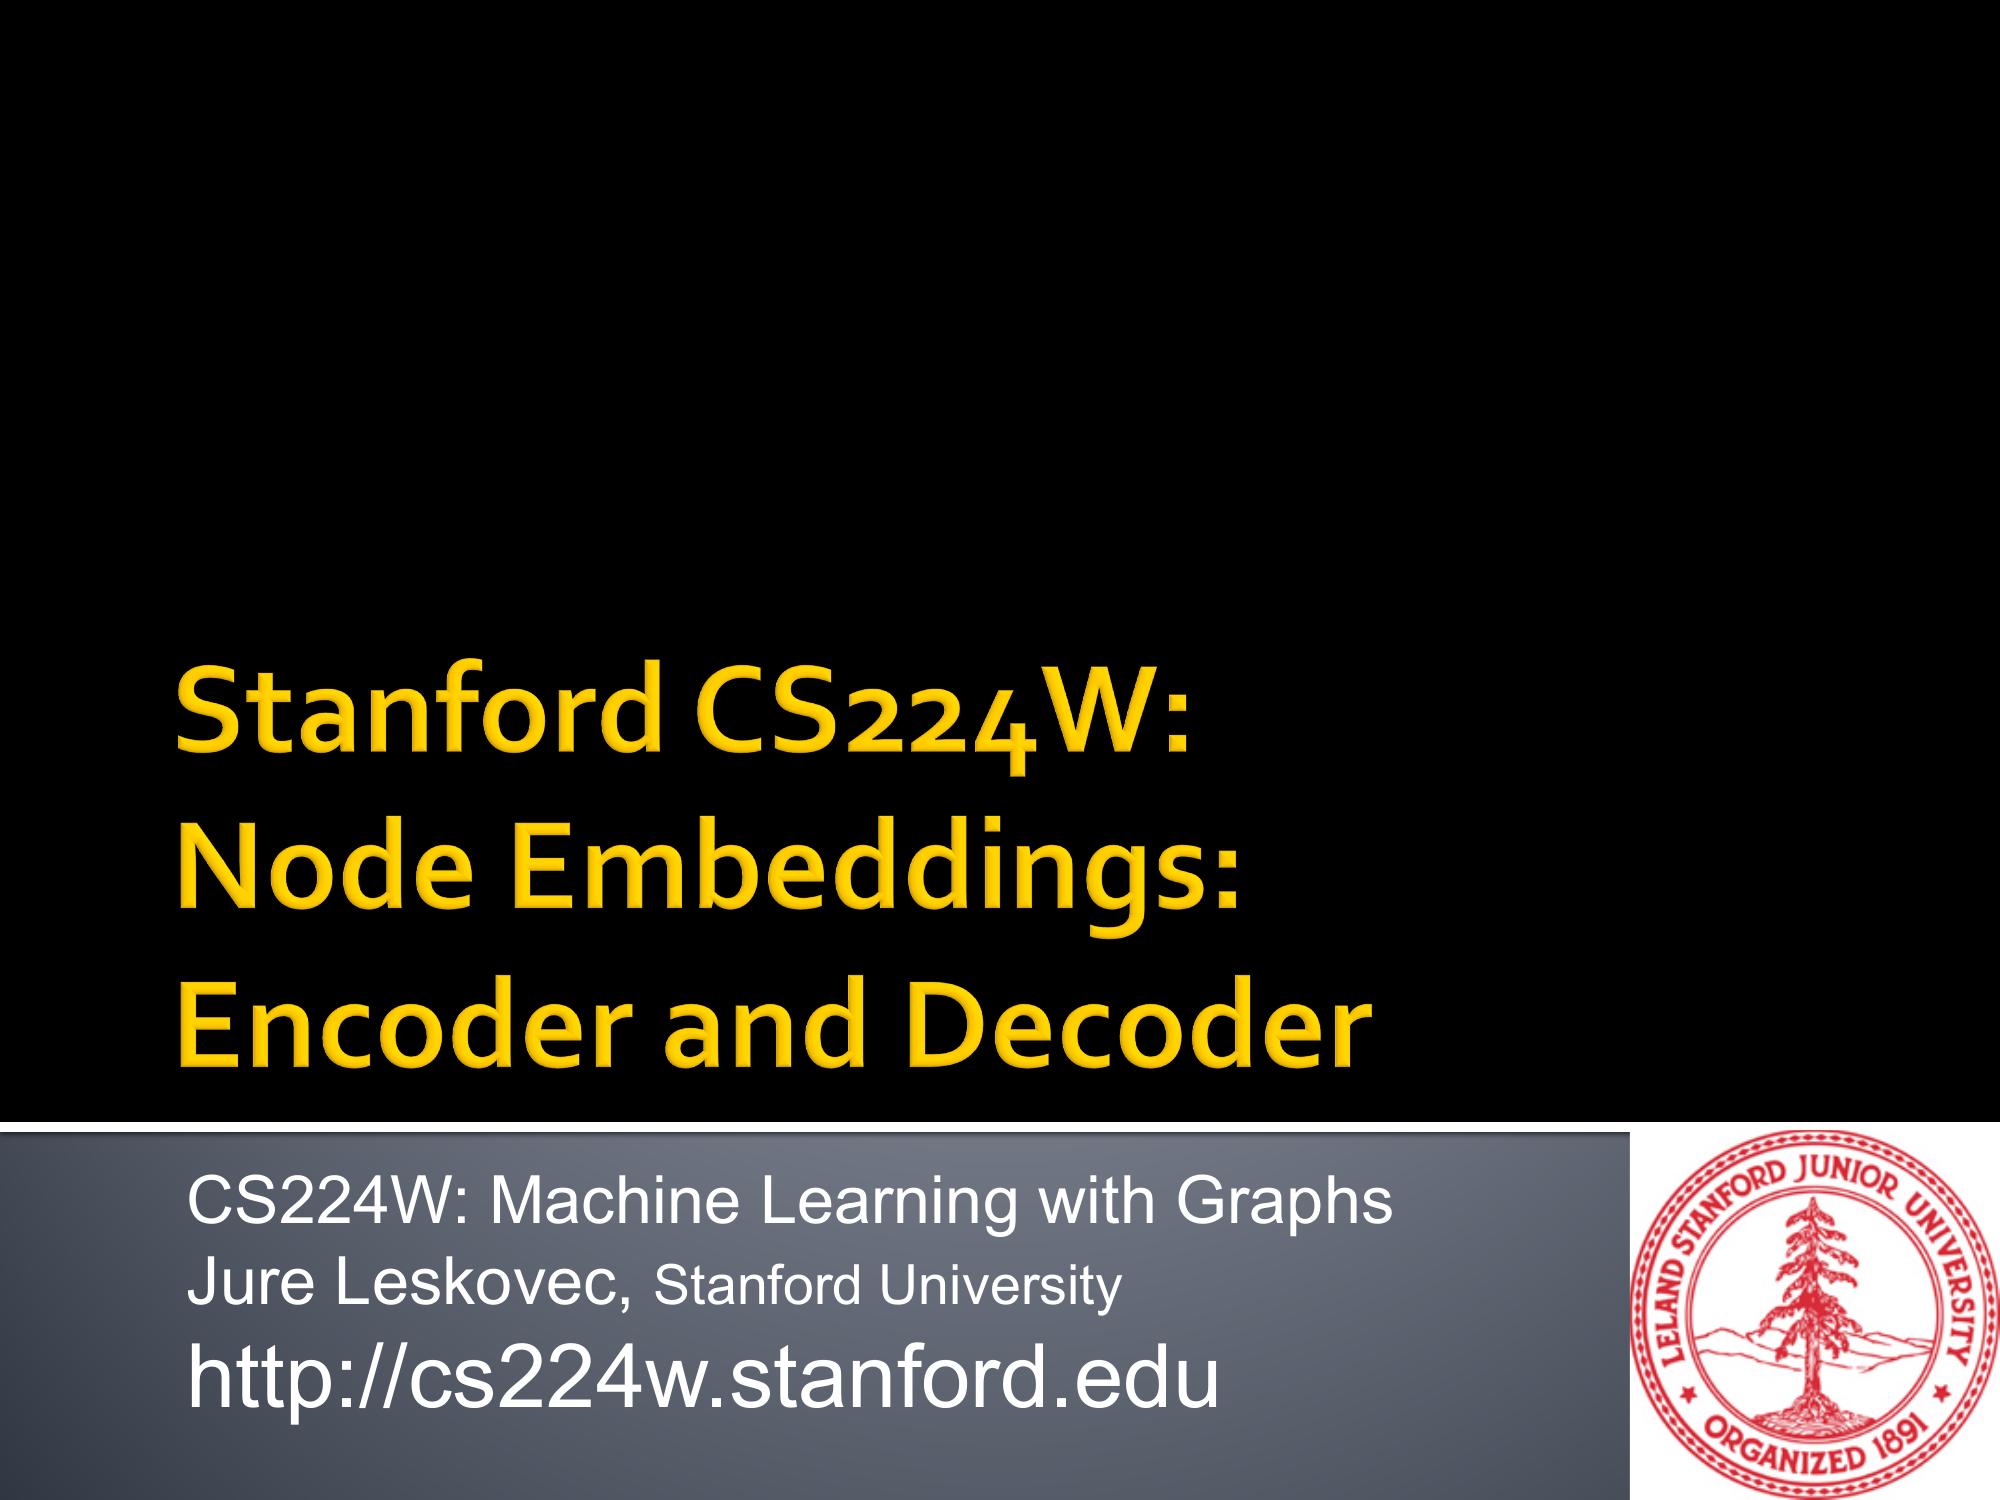 Stanford CS224W:
Node Embeddings:
Encoder and Decoder
CS224W: Machine Learning with Graphs
Jure Leskovec, Stanford University
http://cs224w.stanford.edu
LELAND STANFORD JUNIOR UNIVERSITY
ORGANIZED 1891